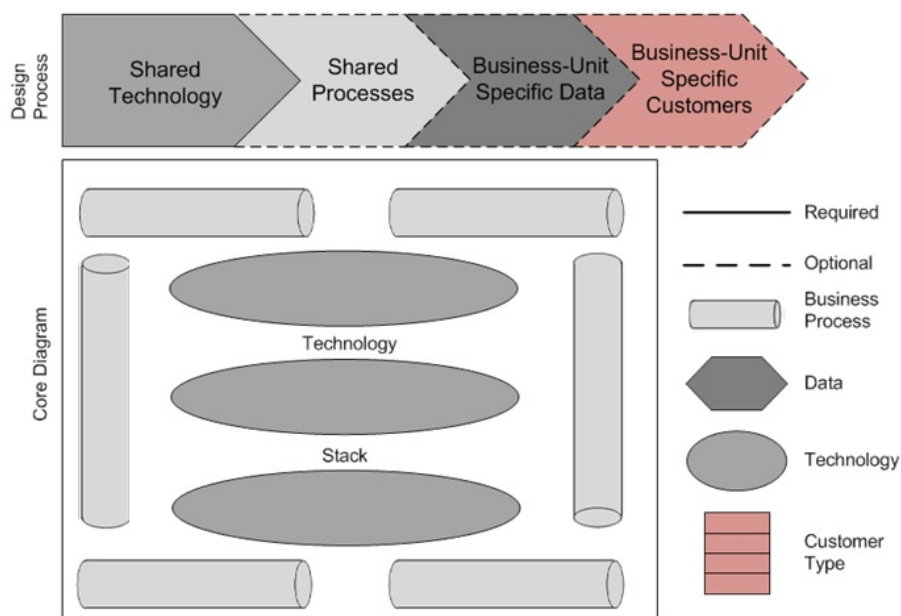 Design
Process
Shared
Technology
Shared
Processes
Business-Unit
Specific Data
Business-Unit
Specific
Customers
Core Diagram
Technology
Stack
Required
Optional
Business
Process
Data
Technology
Customer
Type